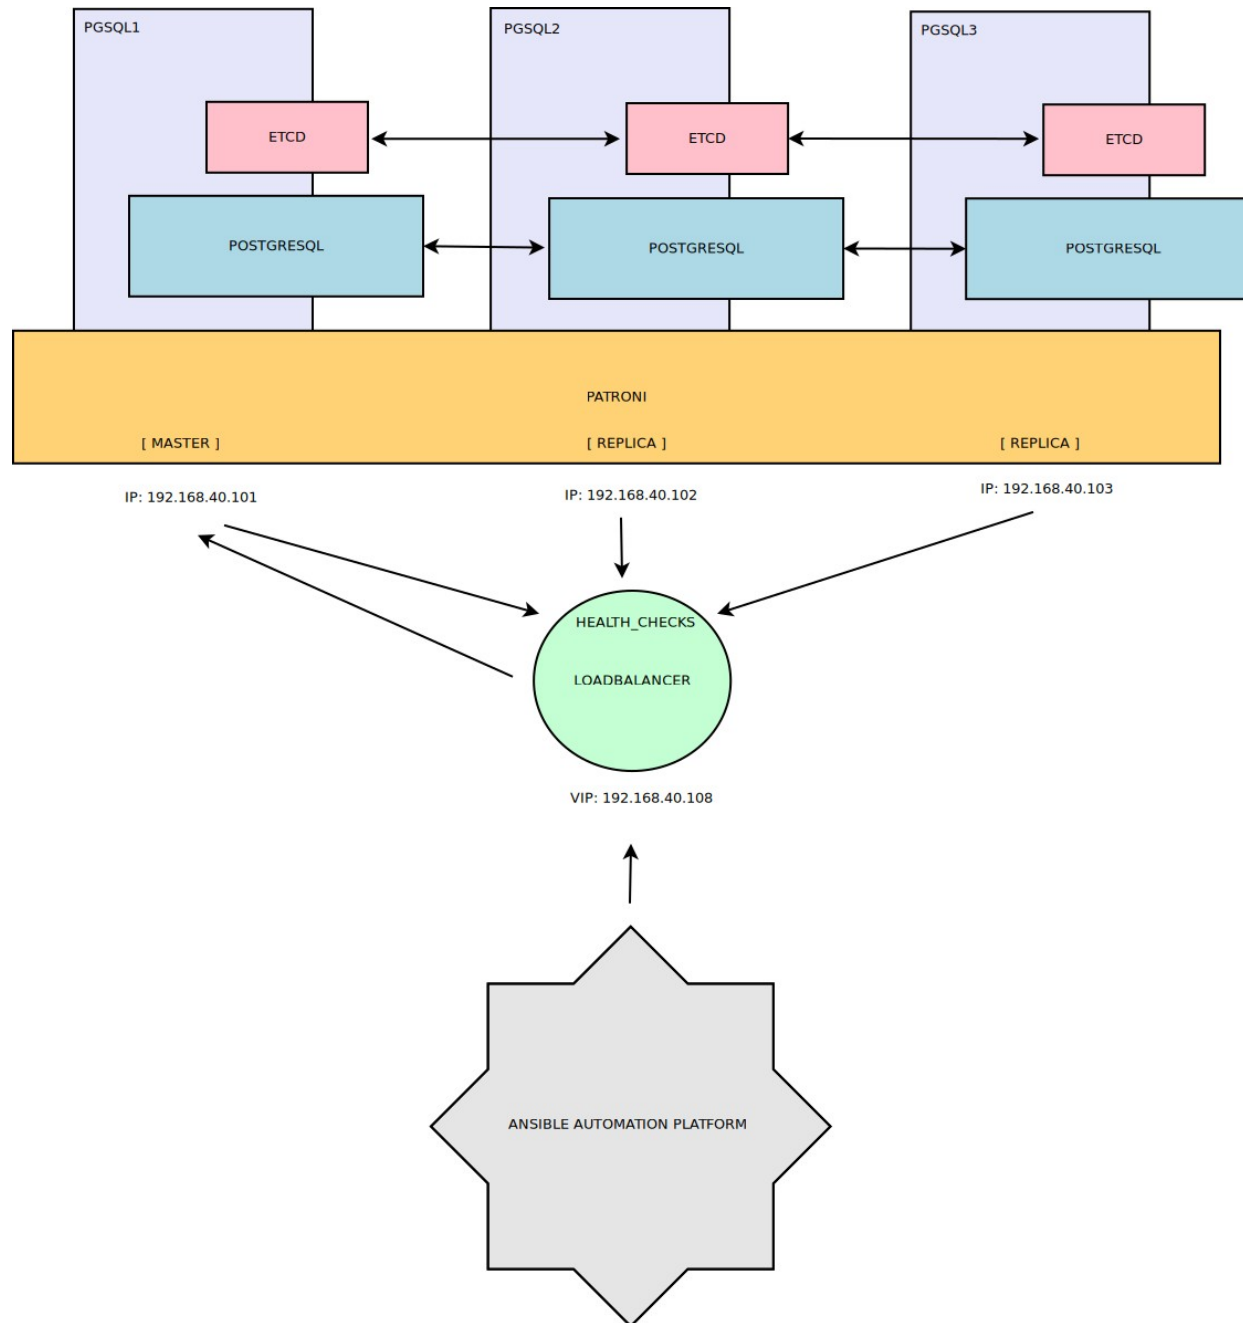 PGSQL1
PGSQL2
PGSQL3
ETCD
ETCD
ETCD
POSTGRESQL
POSTGRESQL
POSTGRESQL
PATRONI
[ MASTER ]
[ REPLICA ]
[ REPLICA ]
IP: 192.168.40.101
IP: 192.168.40.102
IP: 192.168.40.103
HEALTH_CHECKS
LOADBALANCER
VIP: 192.168.40.108
ANSIBLE AUTOMATION PLATFORM